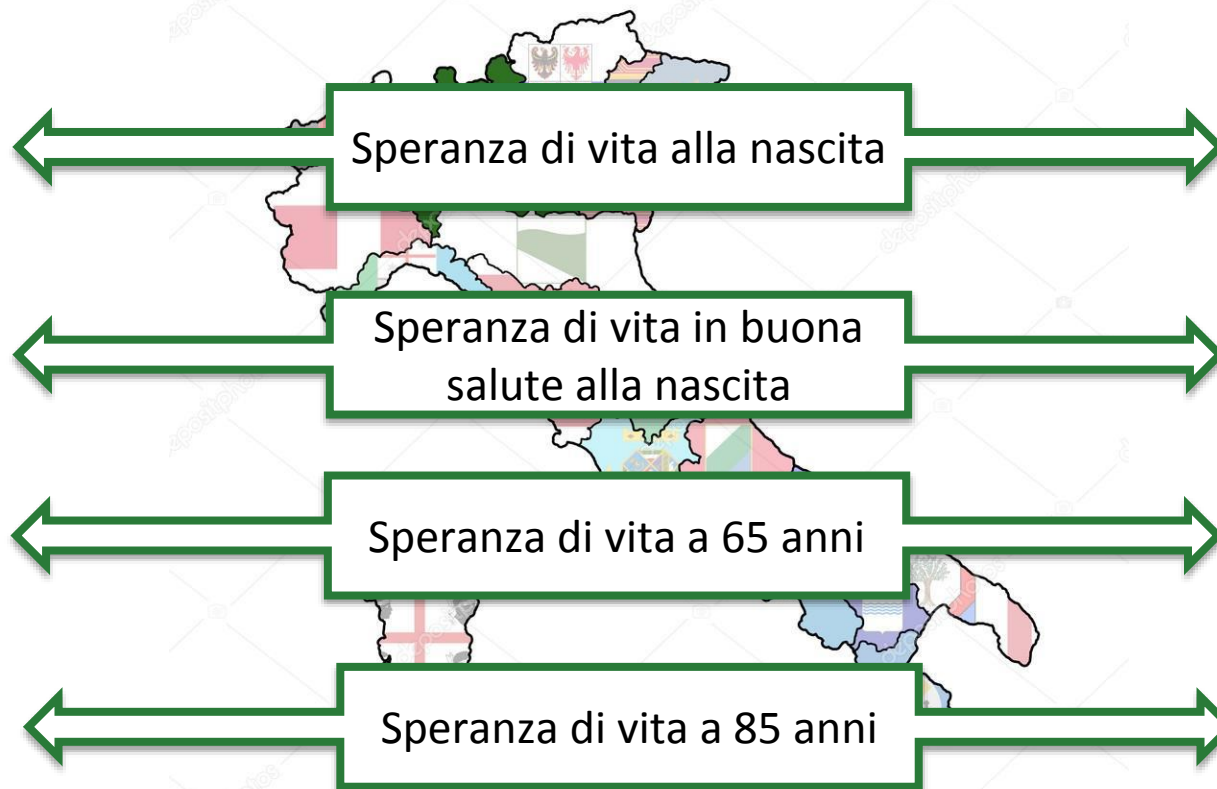 Speranza di vita alla nascita
Speranza di vita in buona
salute alla nascita
Speranza di vita a 65 anni
Speranza di vita a 85 anni
depositphotos